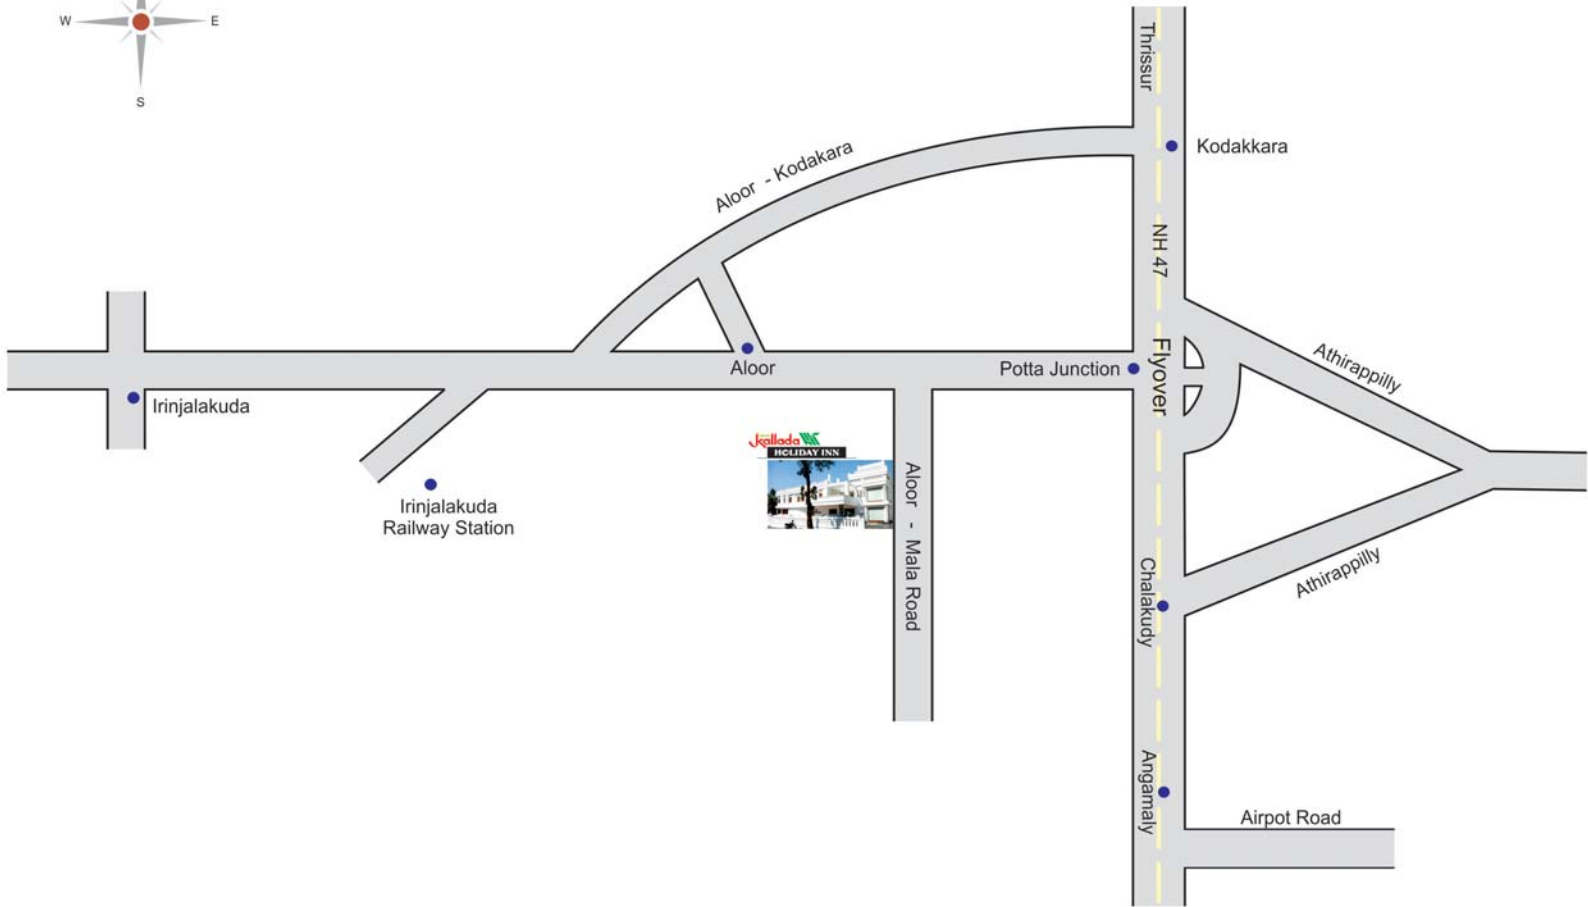 W
E
S
Thrissur
Kodakkara
Aloor - Kodakara
NH 47
Flyover
Athirappilly
Potta Junction
Aloor
Irinjalakuda
Kallada
HOLIDAY INN
Aloor - Mala Road
Irinjalakuda
Railway Station
Chalakudy
Athirappilly
Angamaly
Airpot Road